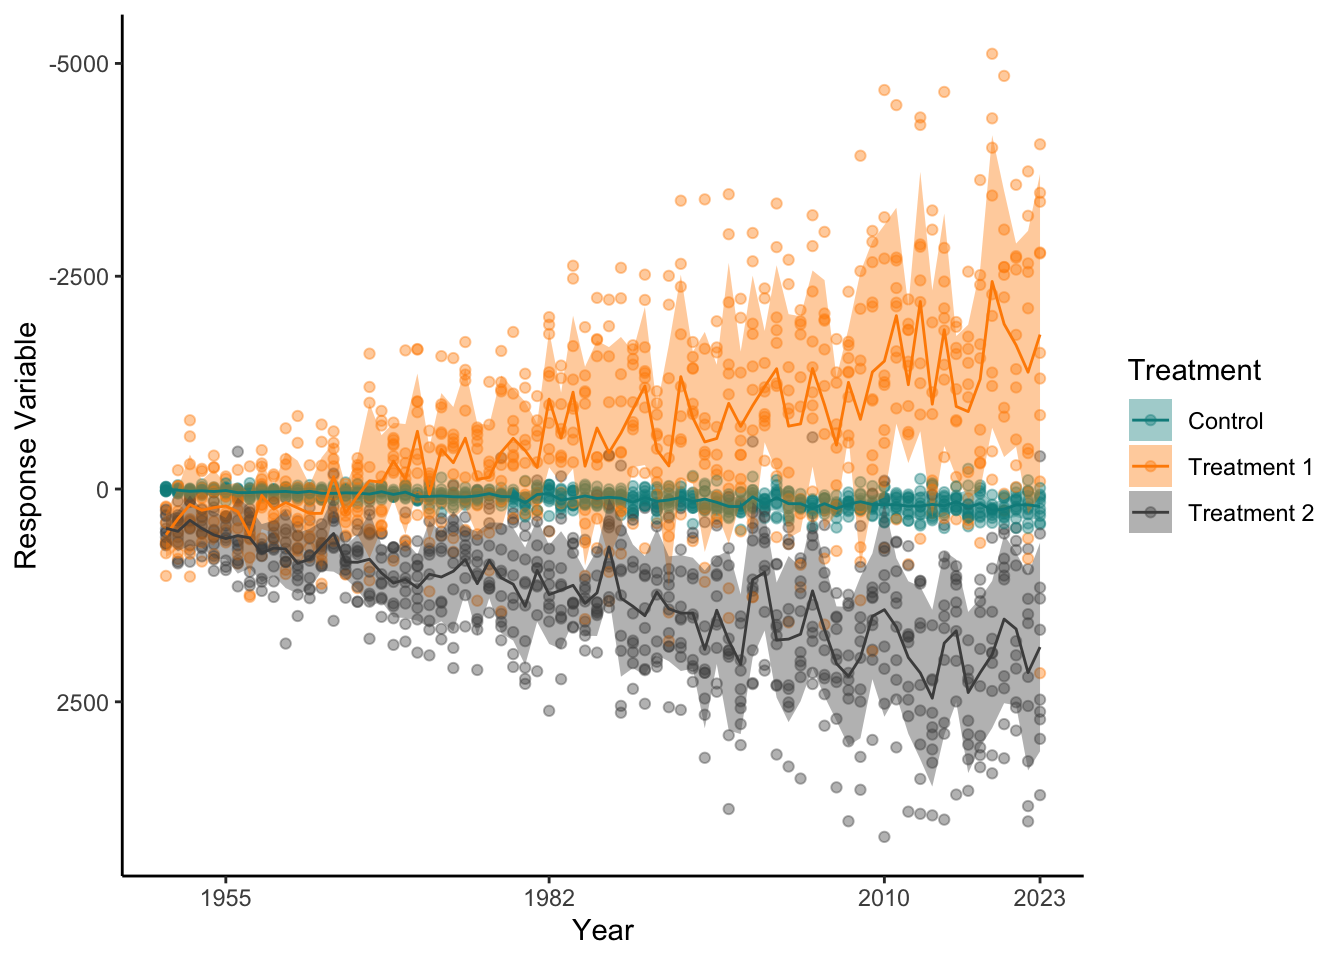 -5000
-2500
0
2500
Response Variable
1955
1982
2010
2023
Year
Treatment
Control
Treatment 1
Treatment 2